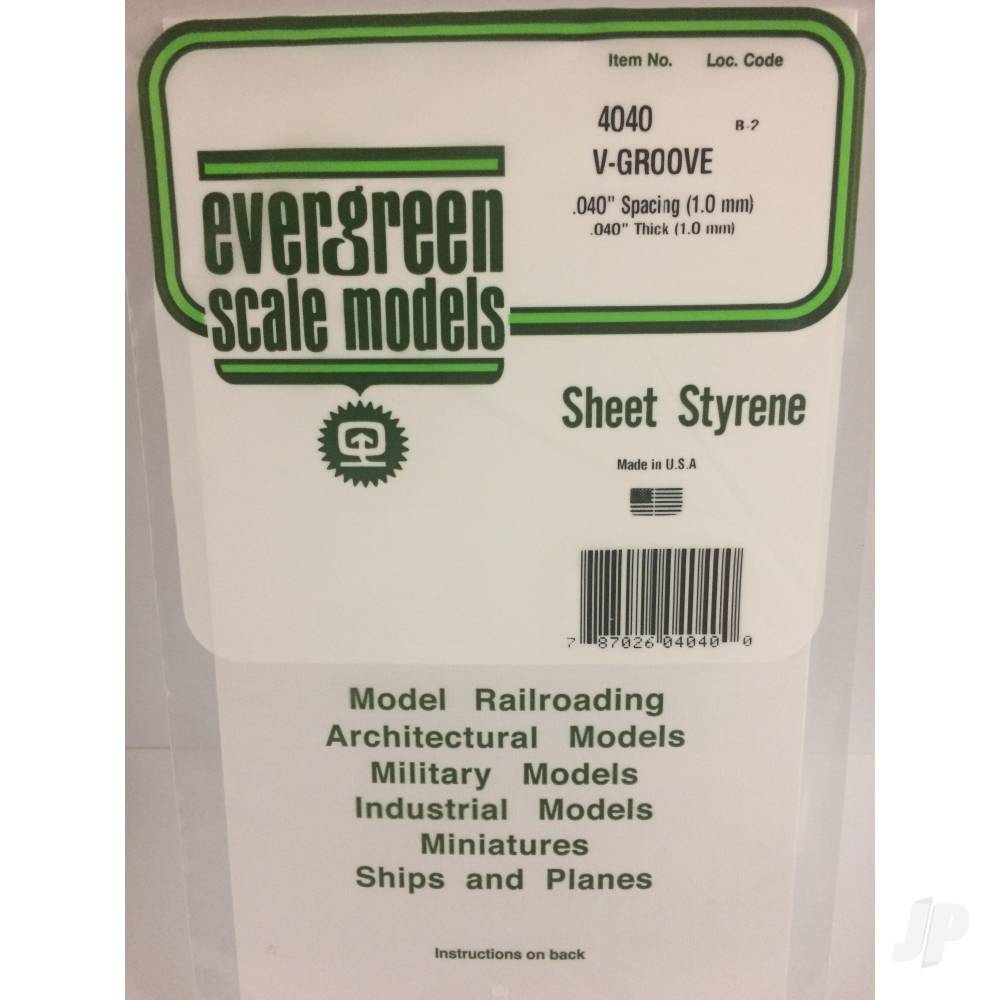 Item No. Loc. Code
4040 B-2
V-GROOVE
.040" Spacing (1.0 mm)
.040" Thick (1.0 mm)
evergreen
scale models
Sheet Styrene
Made in U.S.A
7 87026 04040 0
Model Railroading
Architectural Models
Military Models
Industrial Models
Miniatures
Ships and Planes
Instructions on back
JP